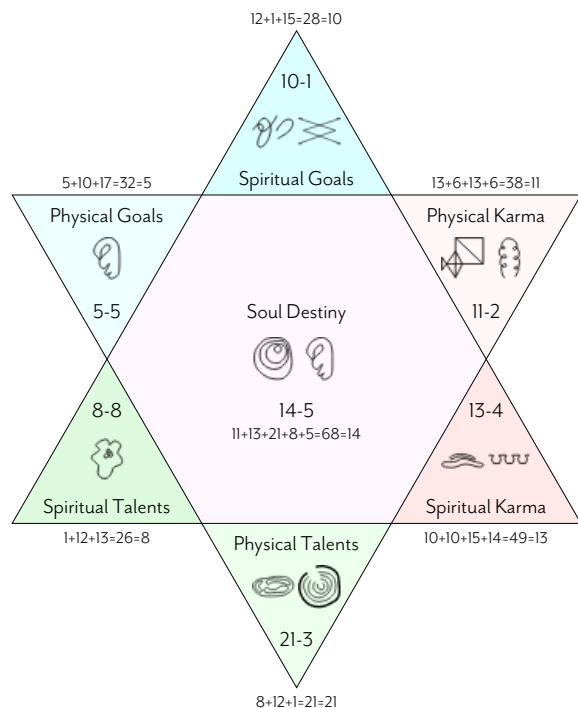 12+1+15=28=10
10-1
Spiritual Goals
5+10+17=32=5
Physical Goals
5-5
13+6+13+6=38=11
Physical Karma
11-2
Soul Destiny
14-5
11+13+21+8+5=68=14
8-8
Spiritual Talents
1+12+13=26=8
13-4
Spiritual Karma
10+10+15+14=49=13
Physical Talents
21-3
8+12+1=21=21